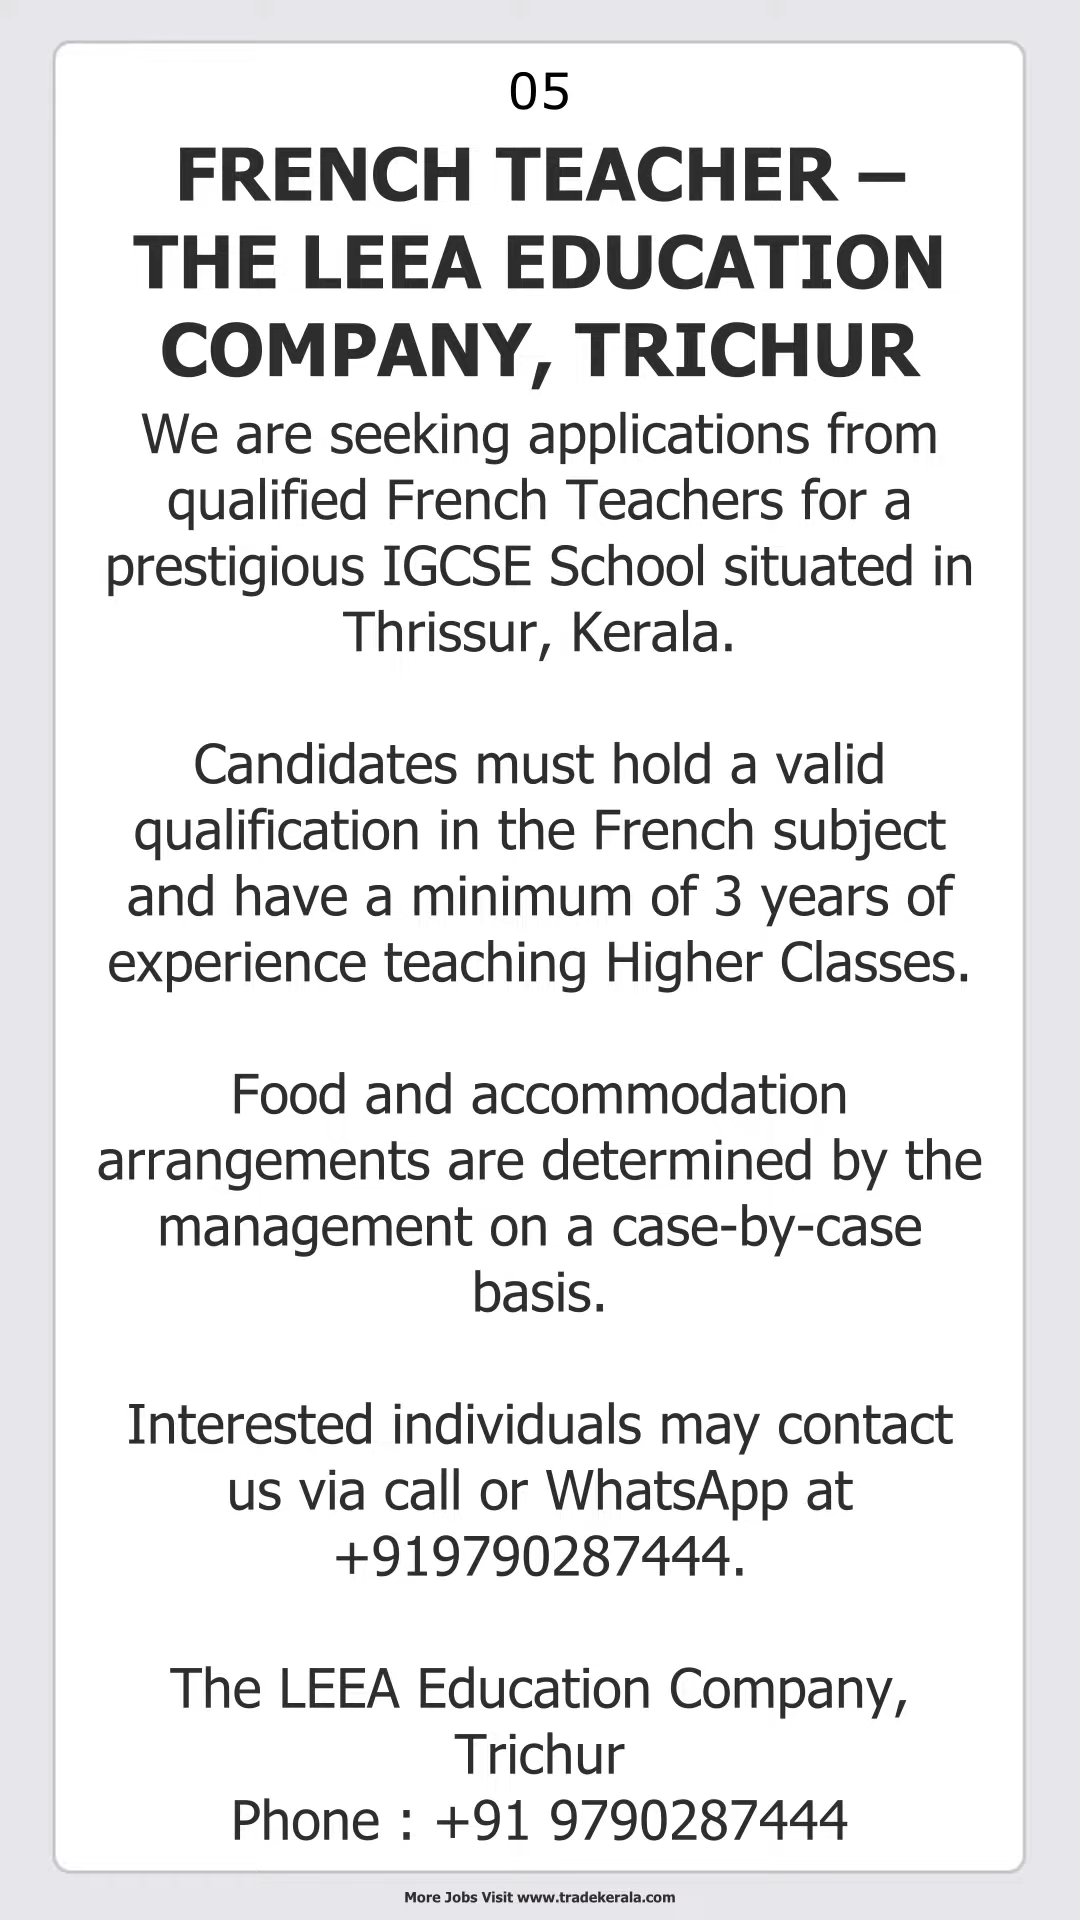 05
FRENCH TEACHER –
THE LEEA EDUCATION
COMPANY, TRICHUR
We are seeking applications from
qualified French Teachers for a
prestigious IGCSE School situated in
Thrissur, Kerala.
Candidates must hold a valid
qualification in the French subject
and have a minimum of 3 years of
experience teaching Higher Classes.
Food and accommodation
arrangements are determined by the
management on a case-by-case
basis.
Interested individuals may contact
us via call or WhatsApp at
+919790287444.
The LEEA Education Company,
Trichur
Phone : +91 9790287444
More Jobs Visit www.tradekerala.com